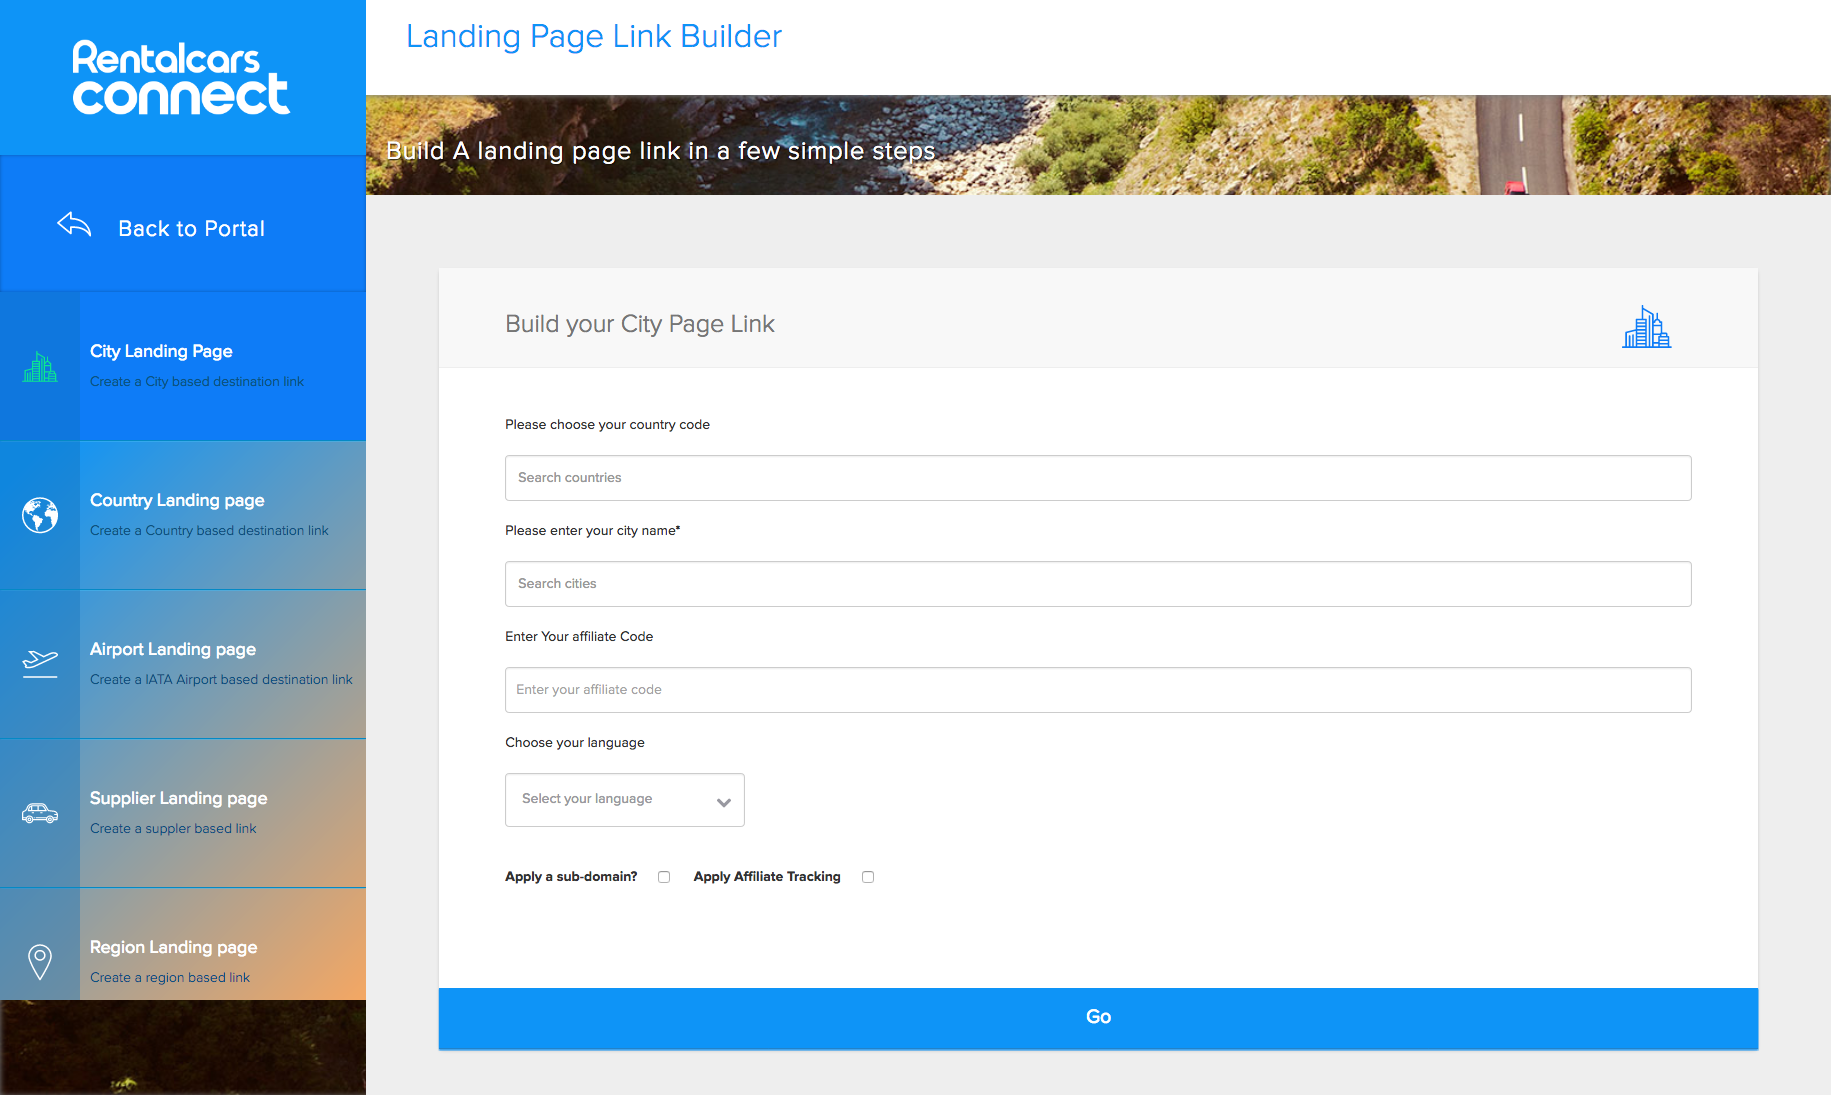 Rentalcars
connect
Back to Portal
City Landing Page
Create a City based destination link
Country Landing page
Create a Country based destination link
Airport Landing page
Create a IATA Airport based destination link
Supplier Landing page
Create a suppler based link
Region Landing page
Create a region based link
Landing Page Link Builder
Build A landing page link in a few simple steps
Build your City Page Link
Please choose your country code
Search countries
Please enter your city name*
Search cities
Enter Your affiliate Code
Enter your affiliate code
Choose your language
Select your language
Apply a sub-domain? Apply Affiliate Tracking
Go